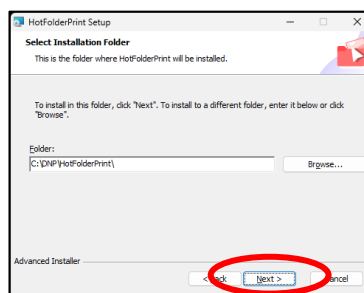 HotFolderPrint Setup
Select Installation Folder
This is the folder where HotFolderPrint will be installed.
To install in this folder, click "Next". To install to a different folder, enter it below or click
"Browse".
Folder:
C:\DNP\HotFolderPrint\
Browse...
Advanced Installer
< Back Next > Cancel